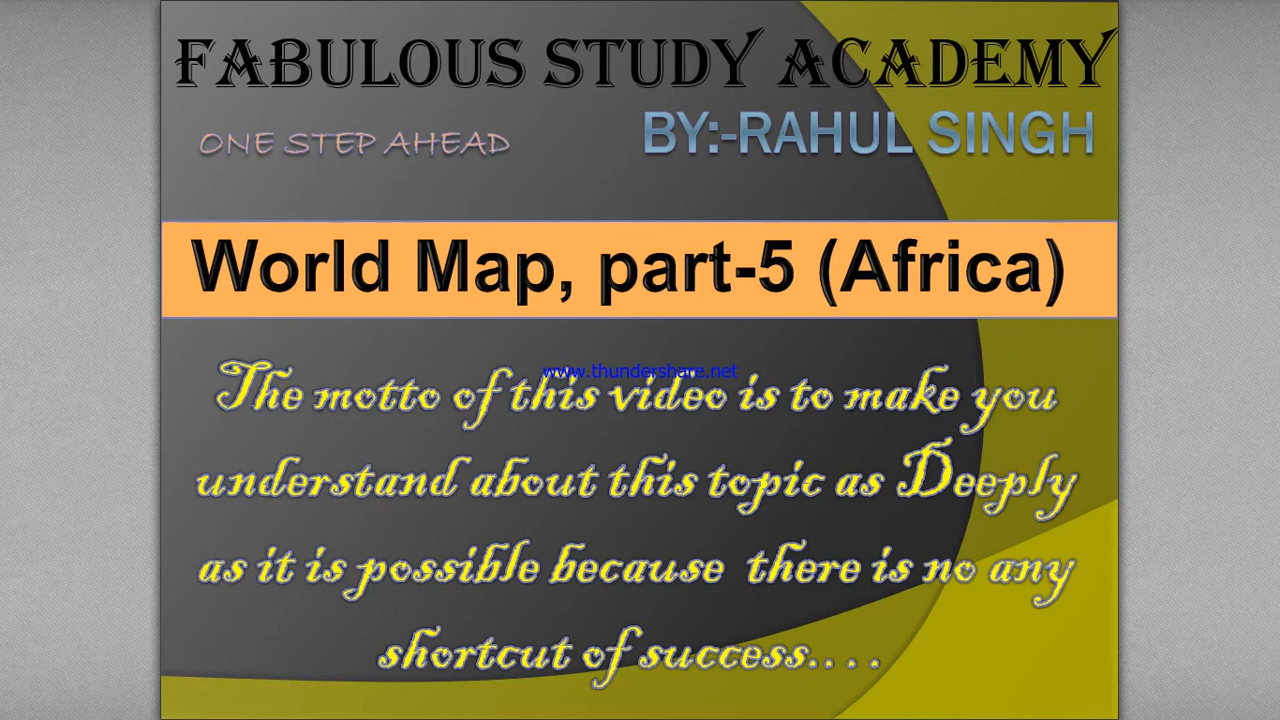 FABULOUS STUDY ACADEMY
ONE STEP AHEAD
BY:-RAHUL SINGH
World Map, part-5 (Africa)
www.thundershare.net
The motto of this video is to make you
understand about this topic as Deeply
as it is possible because there is no any
shortcut of success....